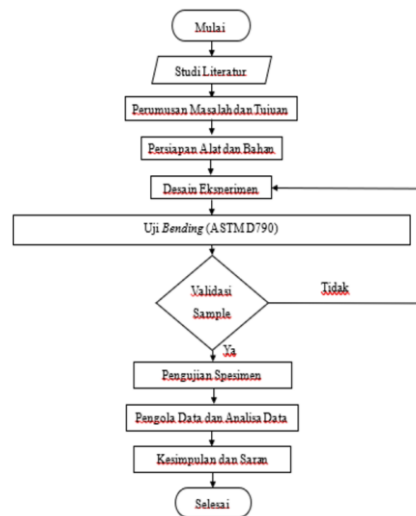 Mulai
Studi Literatur
Perumusan Masalah dan Tujuan
Persiapan Alat dan Bahan
Desain Eksperimen
Uji Bending (ASTM D790)
Validasi
Sample
Tidak
Ya
Pengujian Spesimen
Pengola Data dan Analisa Data
Kesimpulan dan Saran
Selesai